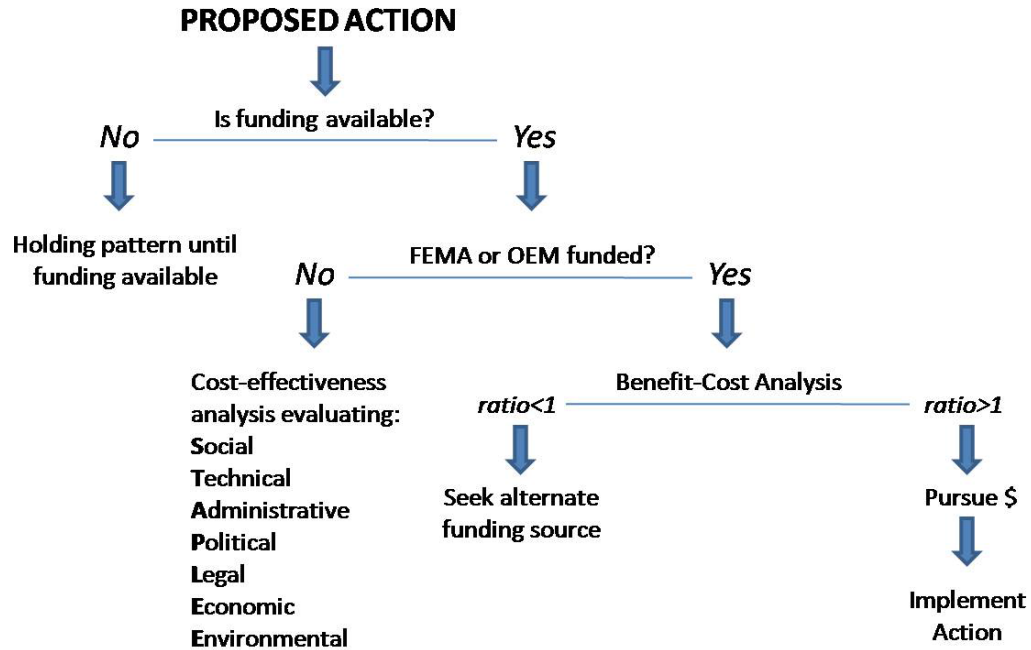 PROPOSED ACTION
Is funding available?
No
Yes
Holding pattern until
funding available
FEMA or OEM funded?
No
Yes
Cost-effectiveness
analysis evaluating:
Social
Technical
Administrative
Political
Legal
Economic
Environmental
Benefit-Cost Analysis
ratio<1
ratio>1
Seek alternate
funding source
Pursue $
Implement
Action